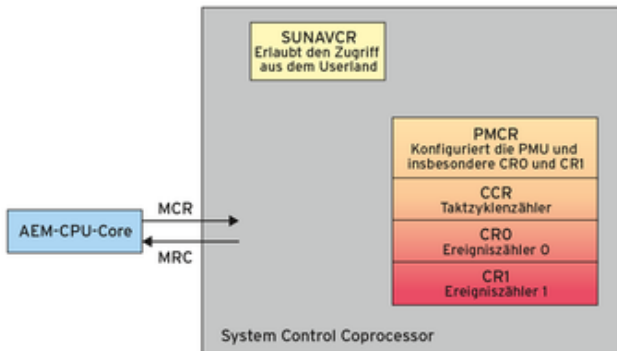 SUNAVCR
Erlaubt den Zugriff
aus dem Userland
PMCR
Konfiguriert die PMU und
insbesondere CR0 und CR1
CCR
Taktzyklenzähler
CR0
Ereigniszähler 0
CR1
Ereigniszähler 1
MCR
AEM-CPU-Core
MRC
System Control Coprocessor